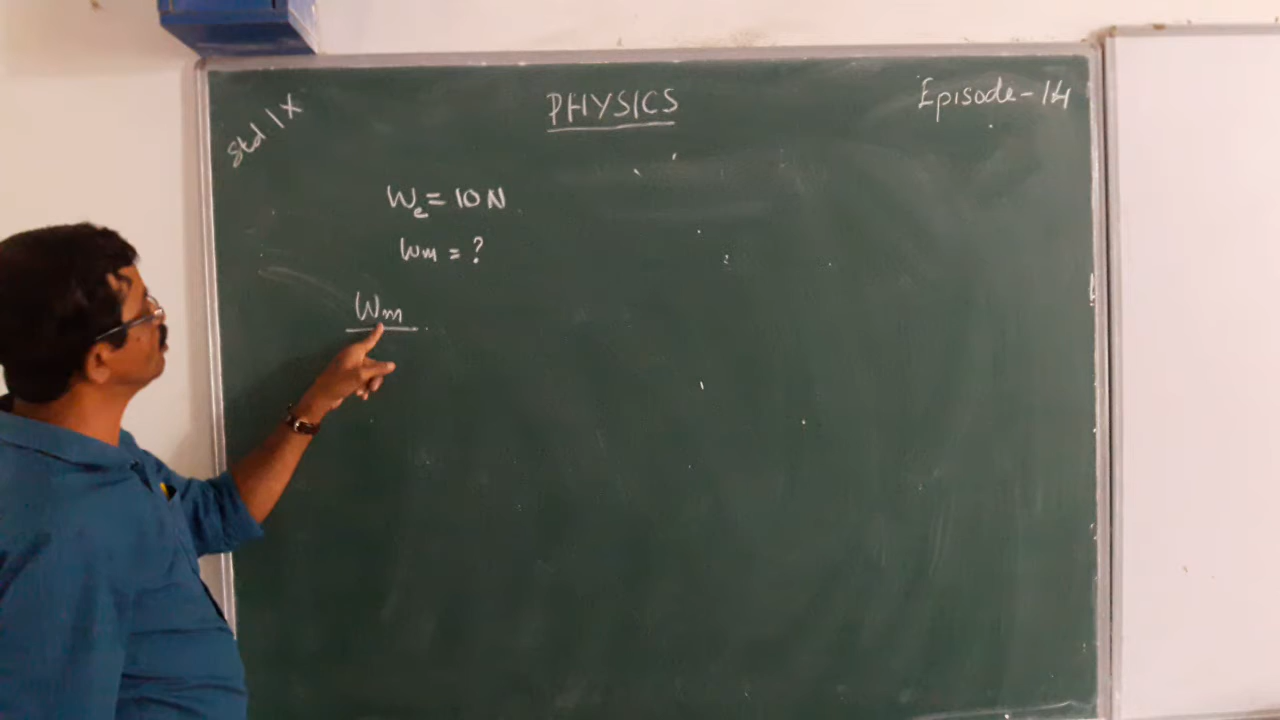 Std IX
PHYSICS
Episode-14
We = 10 N
Wm = ?
Wm